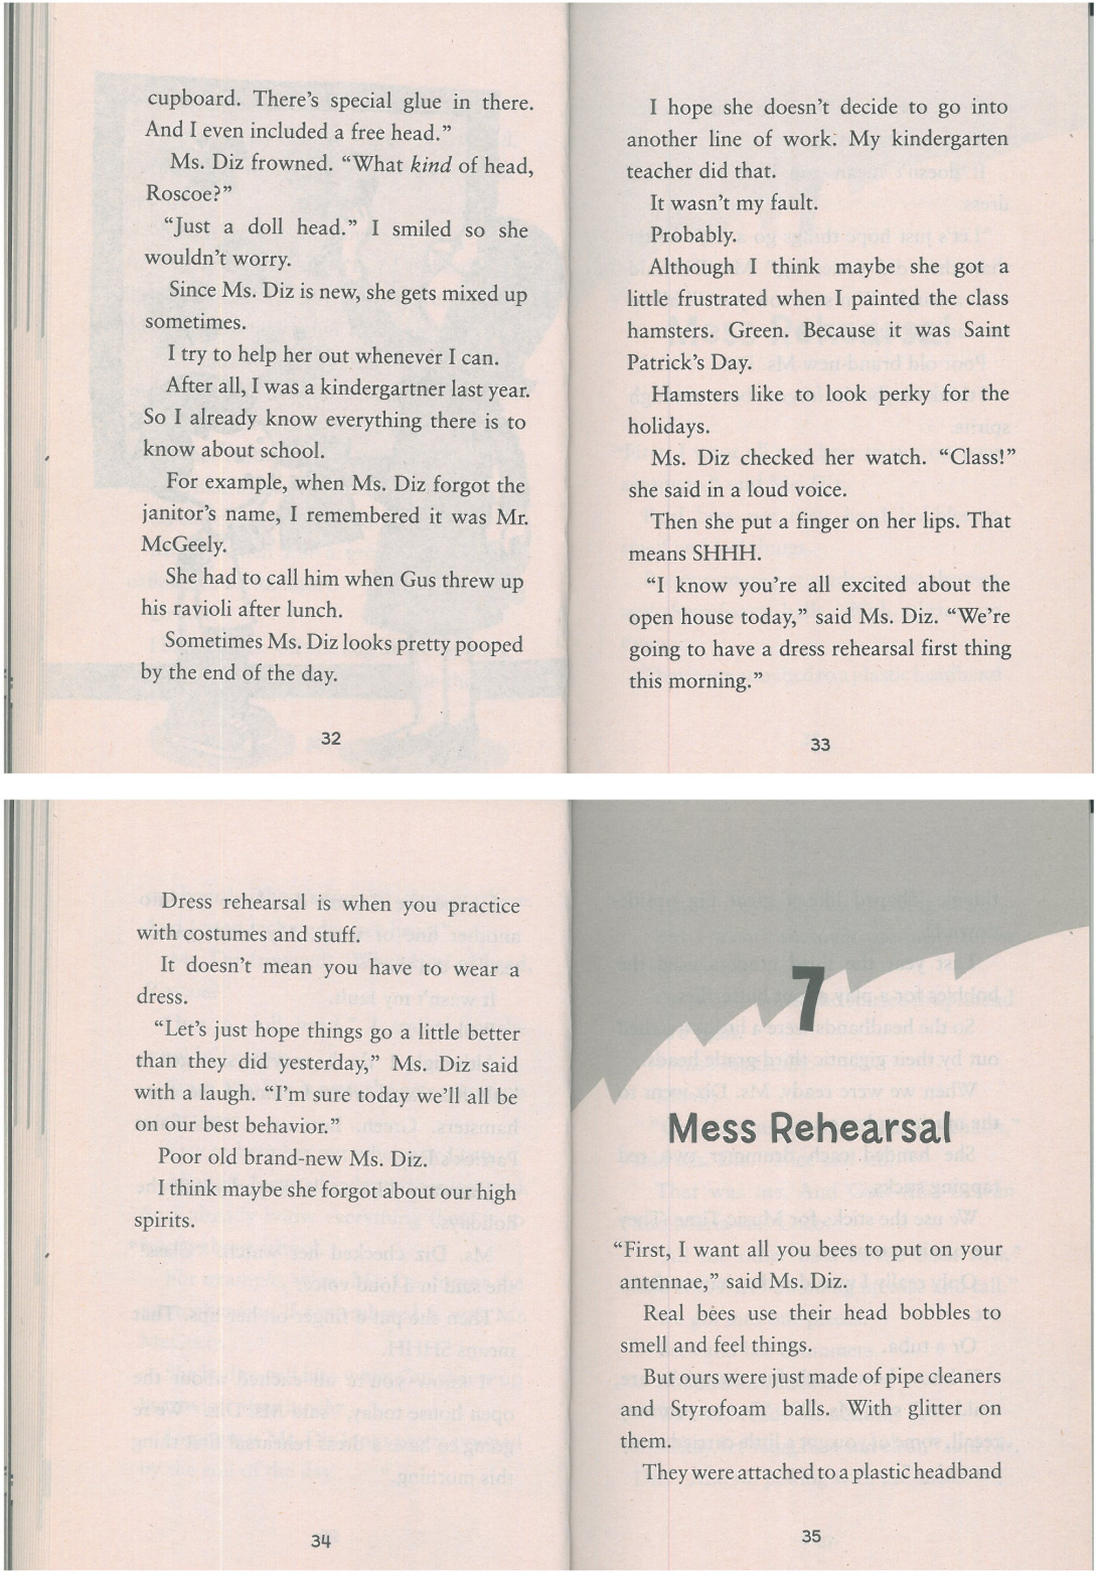 cupboard. There's special glue in there.
And I even included a free head."
Ms. Diz frowned. "What kind of head,
Roscoe?"
"Just a doll head." I smiled so she
wouldn't worry.
Since Ms. Diz is new, she gets mixed up
sometimes.
I try to help her out whenever I can.
After all, I was a kindergartner last year.
So I already know everything there is to
know about school.
For example, when Ms. Diz forgot the
janitor's name, I remembered it was Mr.
McGeely.
She had to call him when Gus threw up
his ravioli after lunch.
Sometimes Ms. Diz looks pretty pooped
by the end of the day.
32
I hope she doesn't decide to go into
another line of work. My kindergarten
teacher did that.
It wasn't my fault.
Probably.
Although I think maybe she got a
little frustrated when I painted the class
hamsters. Green. Because it was Saint
Patrick's Day.
Hamsters like to look perky for the
holidays.
Ms. Diz checked her watch. "Class!"
she said in a loud voice.
Then she put a finger on her lips. That
means SHHH.
"I know you're all excited about the
open house today," said Ms. Diz. "We're
going to have a dress rehearsal first thing
this morning."
33
Dress rehearsal is when you practice
with costumes and stuff.
It doesn't mean you have to wear a
dress.
"Let's just hope things go a little better
than they did yesterday," Ms. Diz said
with a laugh. "I'm sure today we'll all be
on our best behavior."
Poor old brand-new Ms. Diz.
I think maybe she forgot about our high
spirits.
34
7
Mess Rehearsal
"First, I want all you bees to put on your
antennae," said Ms. Diz.
Real bees use their head bobbles to
smell and feel things.
But ours were just made of pipe cleaners
and Styrofoam balls. With glitter on
them.
They were attached to a plastic headband
35